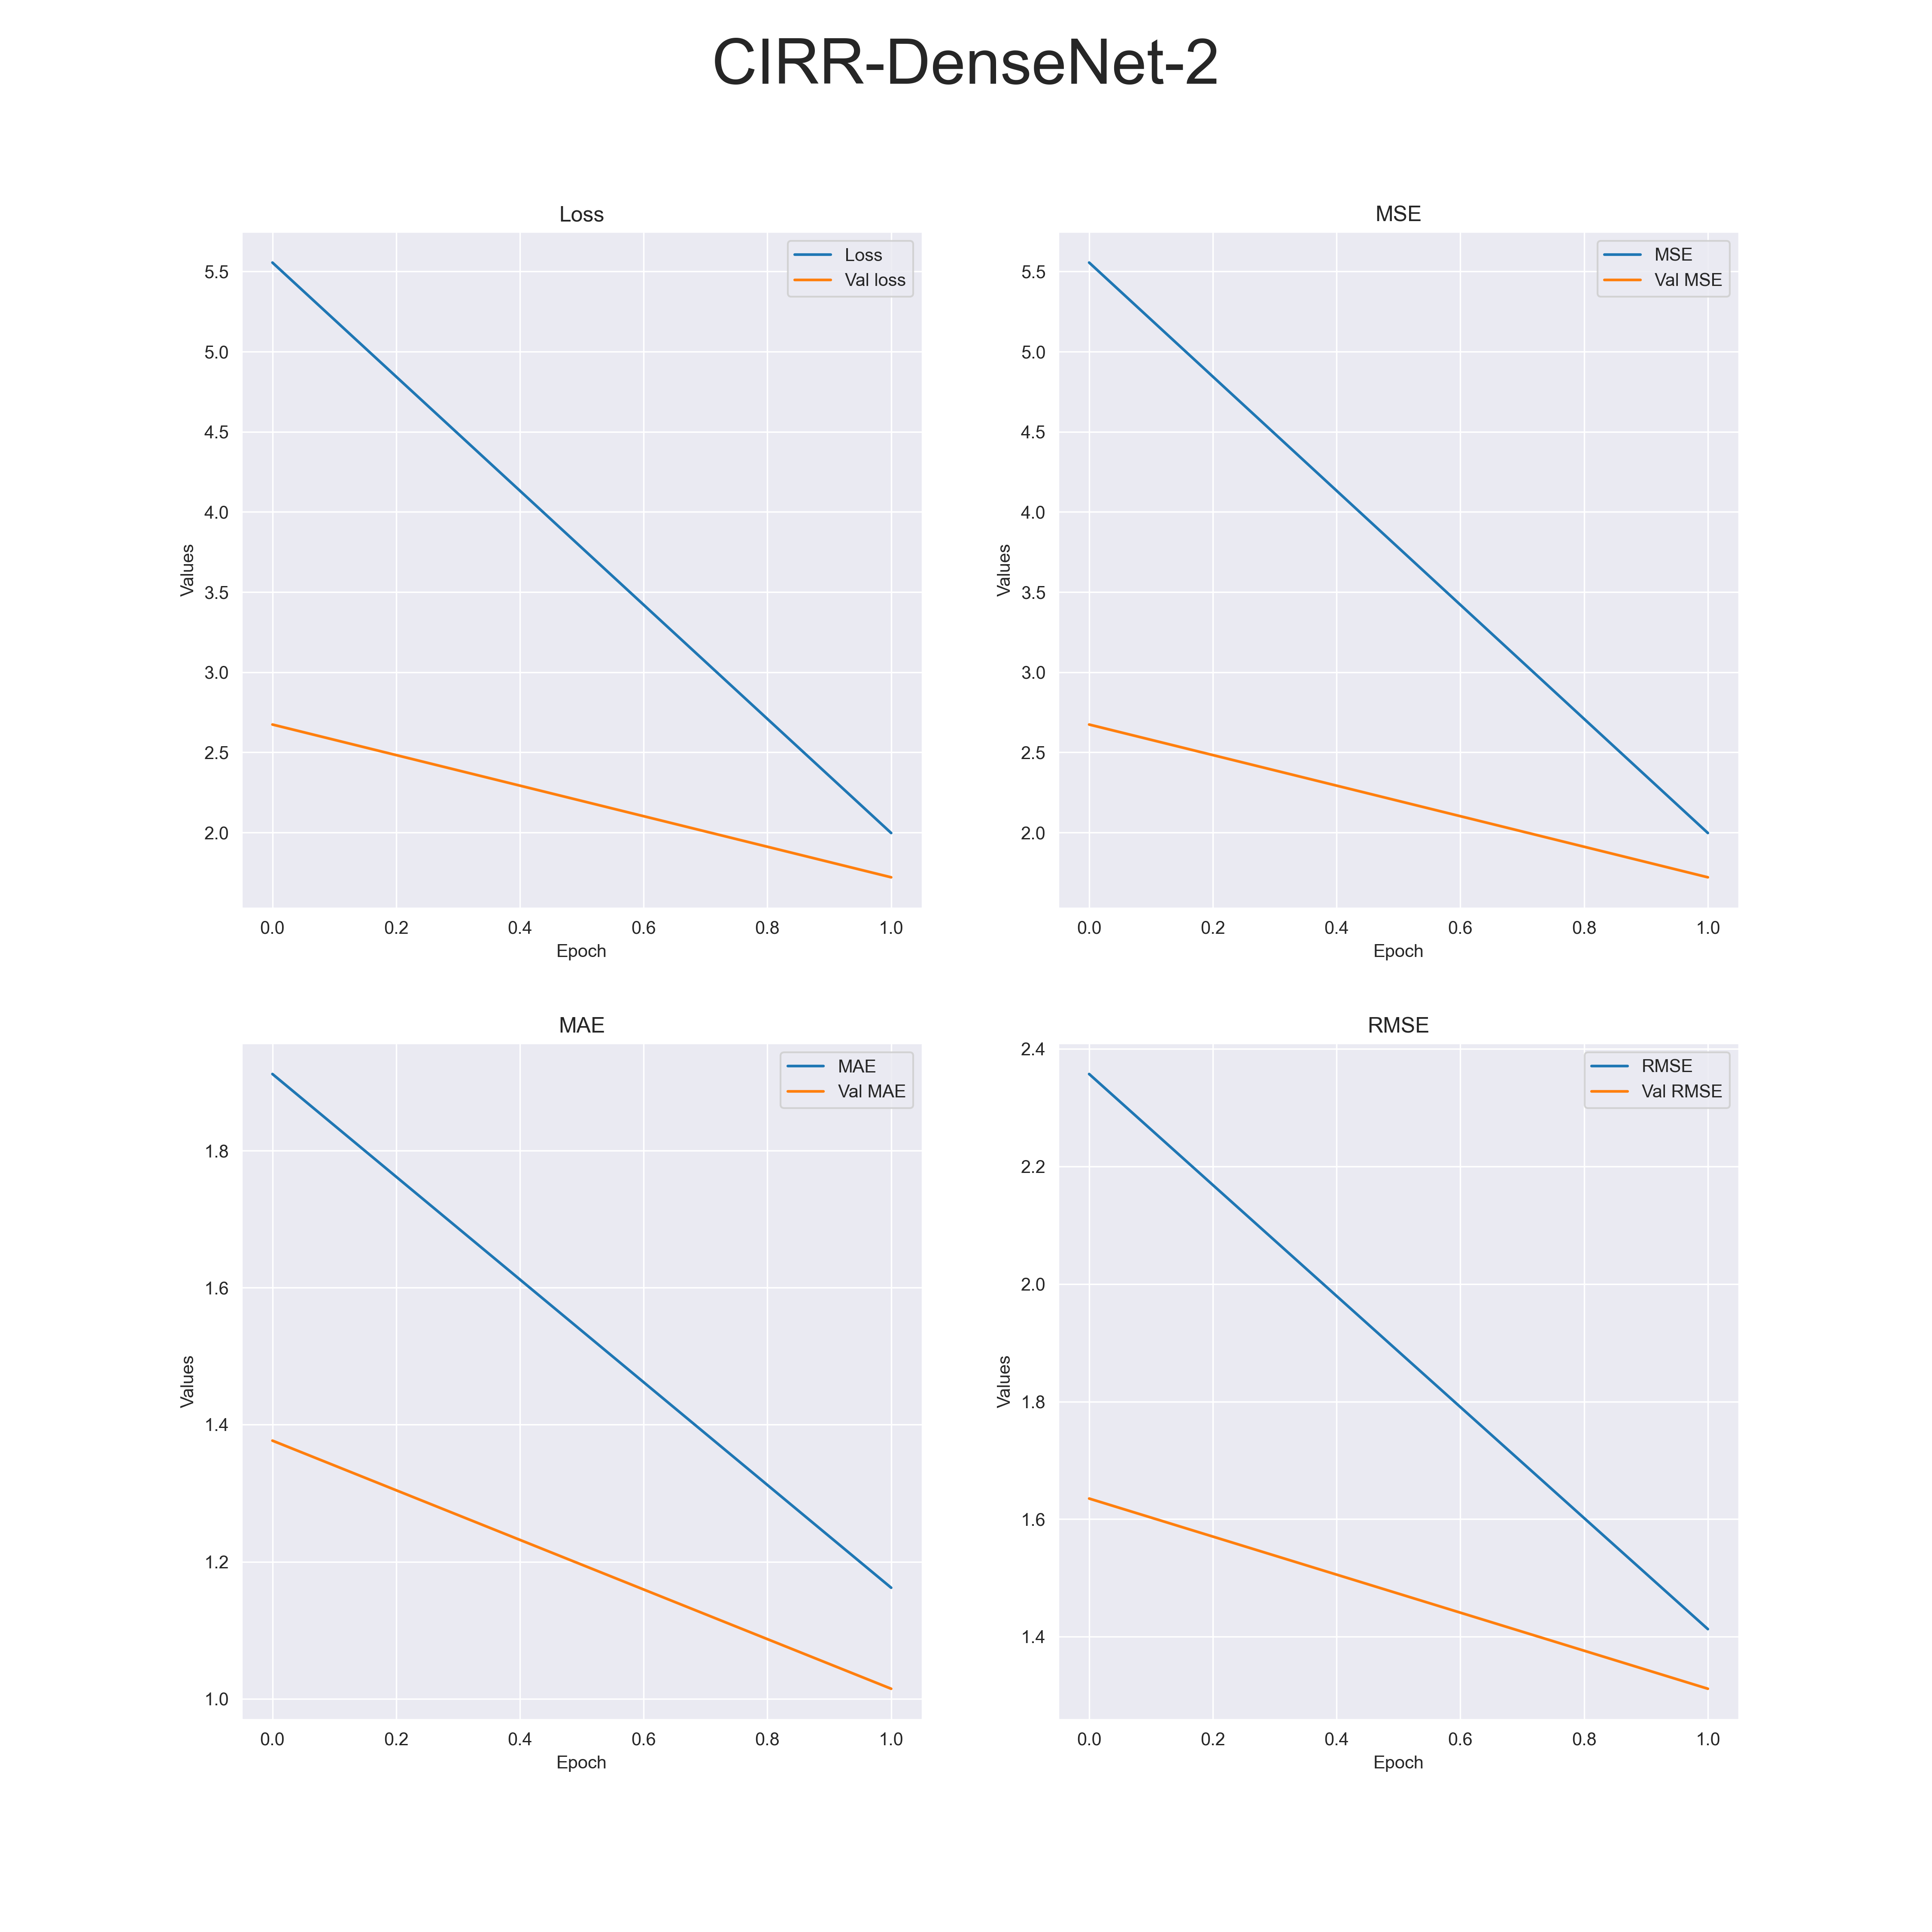 CIRR-DenseNet-2
Loss
Loss
Val loss
5.5
5.0
4.5
4.0
3.5
3.0
2.5
2.0
Values
0.0 0.2 0.4 0.6 0.8 1.0
Epoch
MSE
MSE
Val MSE
5.5
5.0
4.5
4.0
3.5
3.0
2.5
2.0
Values
0.0 0.2 0.4 0.6 0.8 1.0
Epoch
MAE
MAE
Val MAE
1.8
1.6
1.4
1.2
1.0
Values
0.0 0.2 0.4 0.6 0.8 1.0
Epoch
RMSE
RMSE
Val RMSE
2.4
2.2
2.0
1.8
1.6
1.4
Values
0.0 0.2 0.4 0.6 0.8 1.0
Epoch